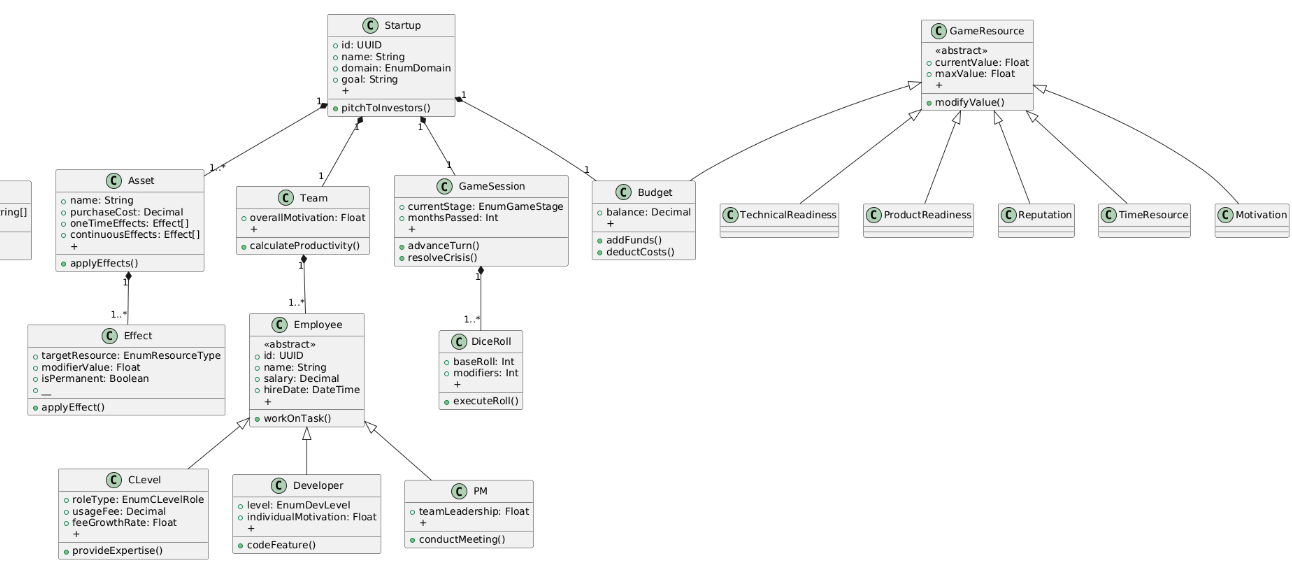 C Startup
id: UUID
name: String
domain: EnumDomain
goal: String
+
pitchToInvestors()
C GameResource
«abstract»
currentValue: Float
maxValue: Float
+
modifyValue()
1
1
1
1
1..*
1
1
1
ring[]
C Asset
name: String
purchaseCost: Decimal
oneTimeEffects: Effect[]
continuousEffects: Effect[]
+
applyEffects()
C Team
overallMotivation: Float
+
calculateProductivity()
C GameSession
currentStage: EnumGameStage
monthsPassed: Int
+
advanceTurn()
resolveCrisis()
C Budget
balance: Decimal
+
addFunds()
deductCosts()
C TechnicalReadiness
C ProductReadiness
C Reputation
C TimeResource
C Motivation
1
1..*
1
1..*
1
1..*
C Effect
targetResource: EnumResourceType
modifierValue: Float
isPermanent: Boolean
__
applyEffect()
C Employee
«abstract»
id: UUID
name: String
salary: Decimal
hireDate: DateTime
+
workOnTask()
C DiceRoll
baseRoll: Int
modifiers: Int
+
executeRoll()
C CLevel
roleType: EnumCLevelRole
usageFee: Decimal
feeGrowthRate: Float
+
provideExpertise()
C Developer
level: EnumDevLevel
individualMotivation: Float
+
codeFeature()
C PM
teamLeadership: Float
+
conductMeeting()